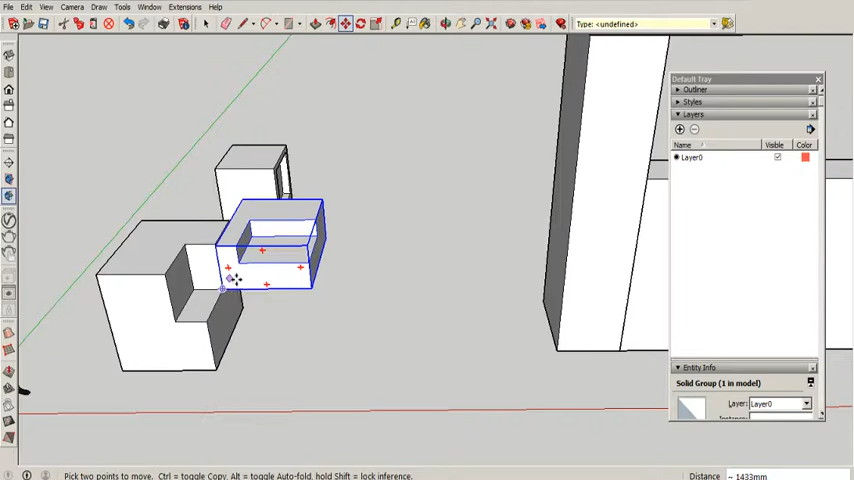 File Edit View Camera Draw Tools Window Extensions Help
Type: <undefined>
Default Tray
Outliner
Styles
Layers
Name Visible Color
Layer0
Entity Info
Solid Group (1 in model)
Layer: Layer0
Pick two points to move. Ctrl = toggle Copy, Alt = toggle Auto-fold, hold Shift = lock inference.
Distance ~ 1433mm